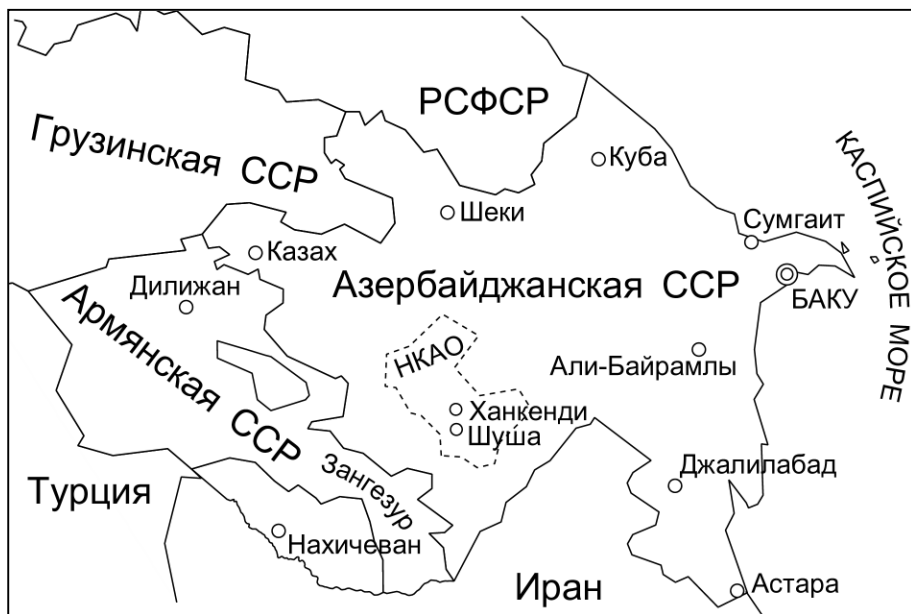 РСФСР
Грузинская ССР
Куба
КАСПИЙСКОЕ МОРЕ
Шеки
Сумгаит
Казах
Дилижан
Азербайджанская ССР
БАКУ
Армянская ССР
НКАО
Али-Байрамлы
Ханкенди
Шуша
Зангезур
Джалилабад
Турция
Нахичеван
Иран
Астара